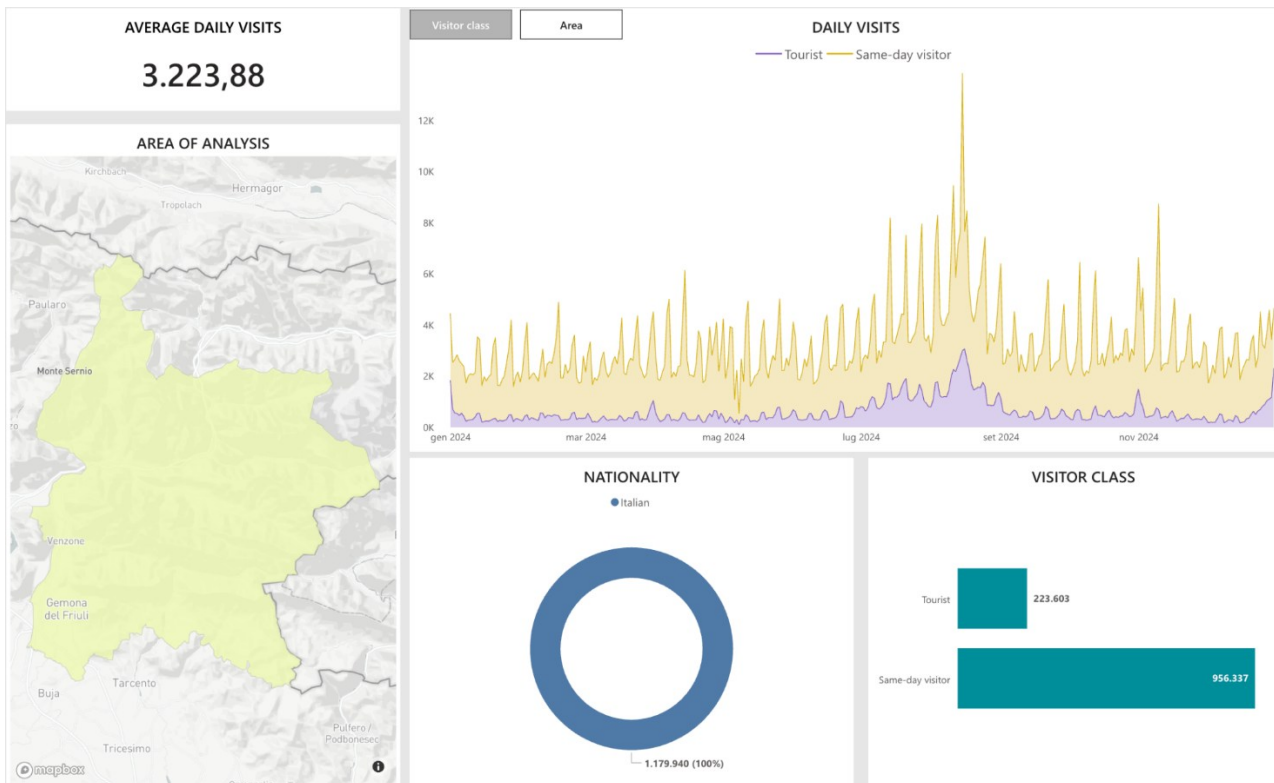 AVERAGE DAILY VISITS
3.223,88
AREA OF ANALYSIS
Kirchbach
Hermagor
Tropolach
Paularo
Monte Sernio
ro
Venzone
Gemona
del Friuli
Buja
Tarcento
Tricesimo
Pulfero /
Podbonesec
mapbox
Visitor class
Area
DAILY VISITS
Tourist
Same-day visitor
12K
10K
8K
6K
4K
2K
0K
gen 2024
mar 2024
mag 2024
lug 2024
set 2024
nov 2024
NATIONALITY
Italian
1.179.940 (100%)
VISITOR CLASS
Tourist
223.603
Same-day visitor
956.337